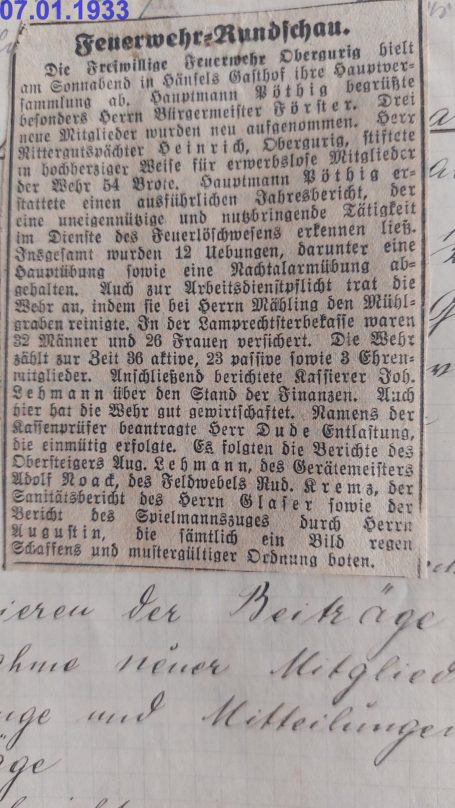 07.01.1933
Feuerwehr-Rundschau.
Die Freiwillige Feuerwehr Obergurig hielt
am Sonnabend in Hänsels Gasthof ihre Hauptver-
sammlung ab. Hauptmann Pöthig begrüßte
besonders Herrn Bürgermeister Förster. Drei
neue Mitglieder wurden neu aufgenommen. Herr
Rittergutspächter Heinrich, Obergurig, stiftete
in hochherziger Weise für erwerbslose Mitglieder
der Wehr 54 Brote. Hauptmann Pöthig er-
stattete einen ausführlichen Jahresbericht, der
eine uneigennützige und nutzbringende Tätigkeit
im Dienste des Feuerlöschwesens erkennen ließ.
Insgesamt wurden 12 Uebungen, darunter eine
Hauptübung sowie eine Nachtalarmübung ab-
gehalten. Auch zur Arbeitsdienstpflicht trat die
Wehr an, indem sie bei Herrn Mähling den Mühl-
graben reinigte. In der Lamprechtsterbekasse waren
32 Männer und 26 Frauen versichert. Die Wehr
zählt zur Zeit 36 aktive, 23 passive sowie 3 Ehren-
mitglieder. Anschließend berichtete Kassierer Joh.
Lehmann über den Stand der Finanzen. Auch
hier hat die Wehr gut gewirtschaftet. Namens der
Kassenprüfer beantragte Herr Dude Entlastung,
die einmütig erfolgte. Es folgten die Berichte des
Obersteigers Aug. Lehmann, des Gerätemeisters
Adolf Noack, des Feldwebels Rud. Kremz, der
Sanitätsbericht des Herrn Glaser sowie der
Bericht des Spielmannszuges durch Herrn
Augustin, die sämtlich ein Bild regen
Schaffens und mustergültiger Ordnung boten.
ieren der Beiträge
ahme neuer Mitglied
uge und Mitteilungen
äge